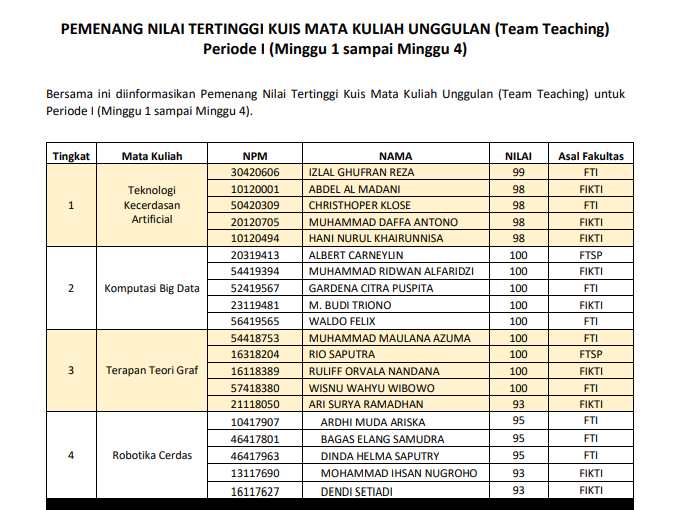 PEMENANG NILAI TERTINGGI KUIS MATA KULIAH UNGGULAN (Team Teaching)
Periode I (Minggu 1 sampai Minggu 4)
Bersama ini diinformasikan Pemenang Nilai Tertinggi Kuis Mata Kuliah Unggulan (Team Teaching) untuk
Periode I (Minggu 1 sampai Minggu 4).
Tingkat Mata Kuliah NPM NAMA NILAI Asal Fakultas
1 Teknologi Kecerdasan Artificial 30420606 IZLAL GHUFRAN REZA 99 FTI
10120001 ABDEL AL MADANI 98 FIKTI
50420309 CHRISTHOPER KLOSE 98 FTI
20120705 MUHAMMAD DAFFA ANTONO 98 FIKTI
10120494 HANI NURUL KHAIRUNNISA 98 FIKTI
2 Komputasi Big Data 20319413 ALBERT CARNEYLIN 100 FTSP
54419394 MUHAMMAD RIDWAN ALFARIDZI 100 FIKTI
52419567 GARDENA CITRA PUSPITA 100 FTI
23119481 M. BUDI TRIONO 100 FIKTI
56419565 WALDO FELIX 100 FTI
3 Terapan Teori Graf 54418753 MUHAMMAD MAULANA AZUMA 100 FTI
16318204 RIO SAPUTRA 100 FTSP
16118389 RULIFF ORVALA NANDANA 100 FIKTI
57418380 WISNU WAHYU WIBOWO 100 FTI
21118050 ARI SURYA RAMADHAN 93 FIKTI
4 Robotika Cerdas 10417907 ARDHI MUDA ARISKA 95 FTI
46417801 BAGAS ELANG SAMUDRA 95 FTI
46417963 DINDA HELMA SAPUTRY 95 FTI
13117690 MOHAMMAD IHSAN NUGROHO 93 FIKTI
16117627 DENDI SETIADI 93 FIKTI